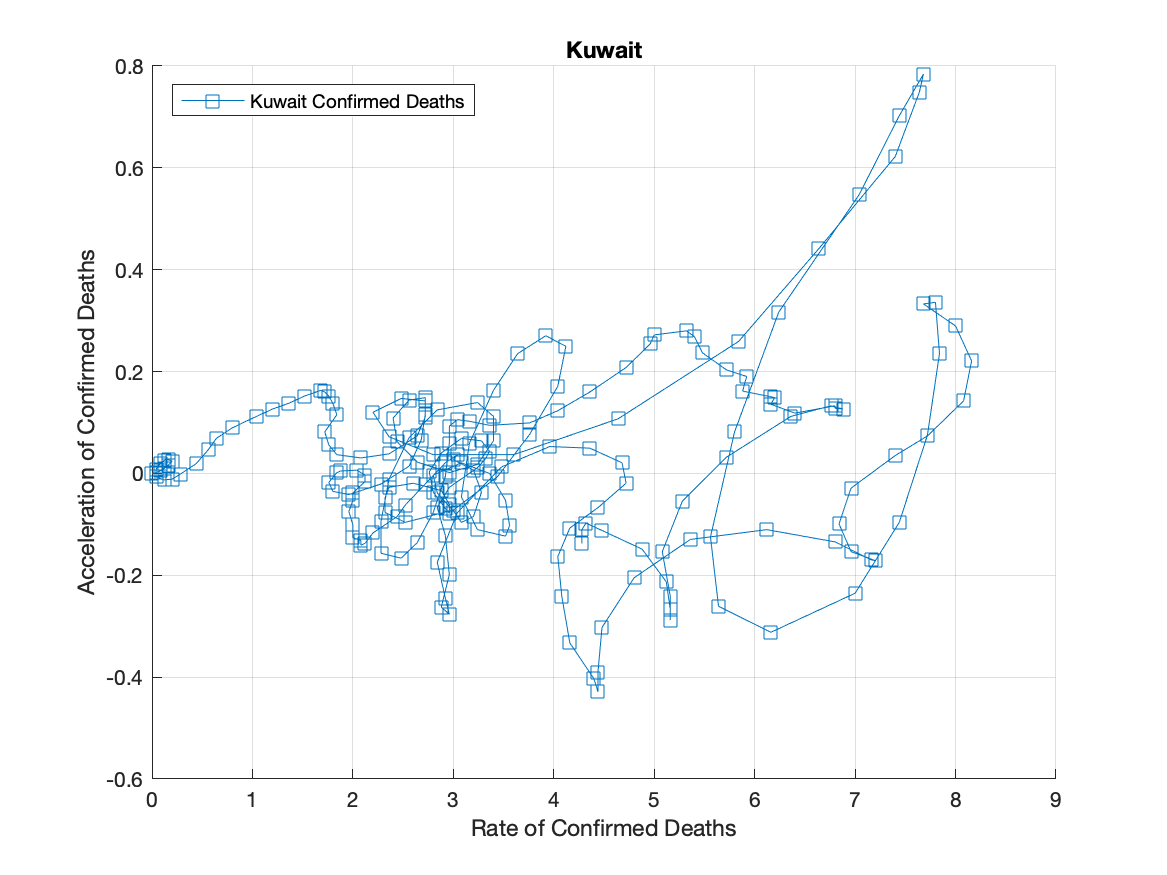 Kuwait
0.8
Kuwait Confirmed Deaths
0.6
0.4
0.2
0
-0.2
-0.4
-0.6
Acceleration of Confirmed Deaths
0 1 2 3 4 5 6 7 8 9
Rate of Confirmed Deaths